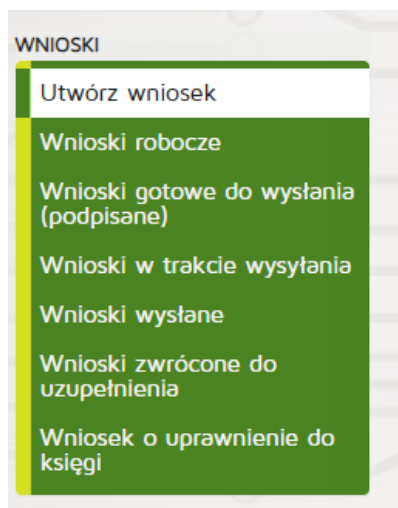 WNIOSKI
Utwórz wniosek
Wnioski robocze
Wnioski gotowe do wysłania
(podpisane)
Wnioski w trakcie wysyłania
Wnioski wysłane
Wnioski zwrócone do
uzupełnienia
Wniosek o uprawnienie do
księgi